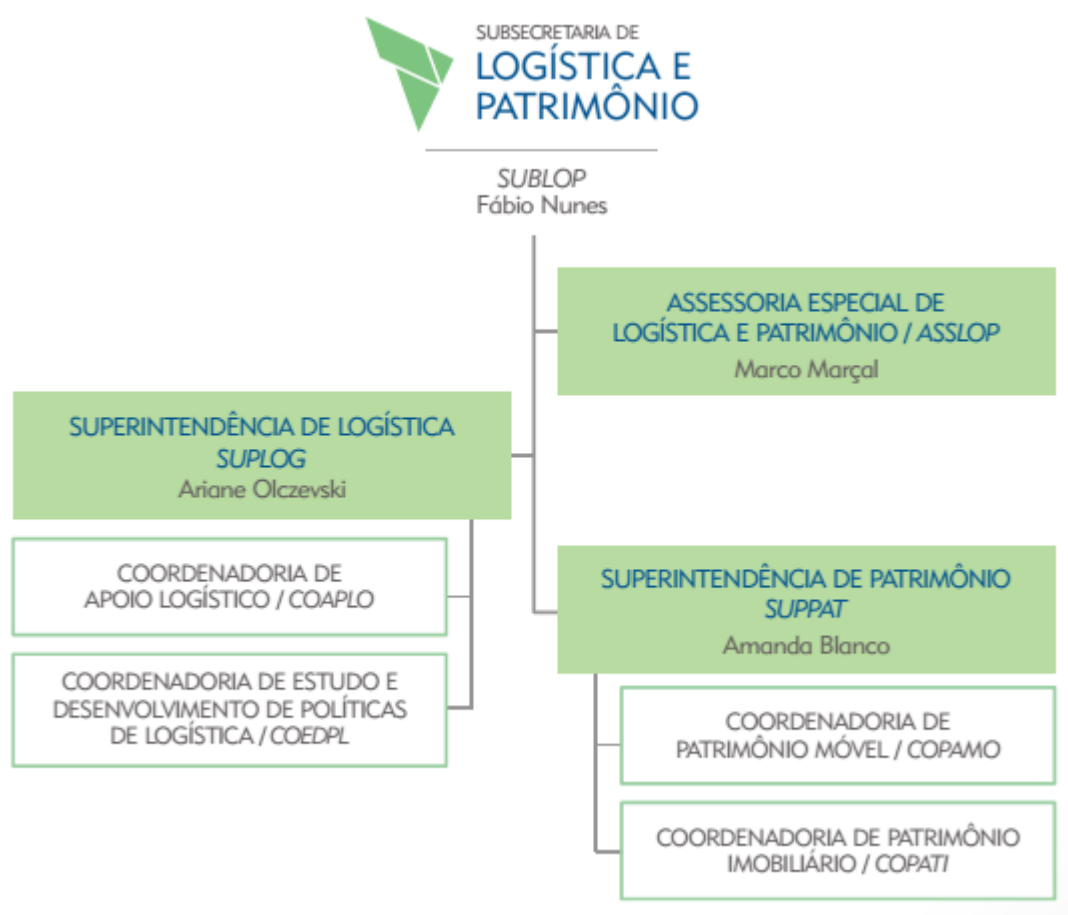 SUBSECRETARIA DE
LOGÍSTICA E
PATRIMÔNIO
SUBLOP
Fábio Nunes
ASSESSORIA ESPECIAL DE
LOGÍSTICA E PATRIMÔNIO / ASSLOP
Marco Marçal
SUPERINTENDÊNCIA DE LOGÍSTICA
SUPLOG
Ariane Olczevski
COORDENADORIA DE
APOIO LOGÍSTICO / COAPLO
COORDENADORIA DE ESTUDO E
DESENVOLVIMENTO DE POLÍTICAS
DE LOGÍSTICA / COEDPL
SUPERINTENDÊNCIA DE PATRIMÔNIO
SUPPAT
Amanda Blanco
COORDENADORIA DE
PATRIMÔNIO MÓVEL / COPAMO
COORDENADORIA DE PATRIMÔNIO
IMOBILIÁRIO / COPATI